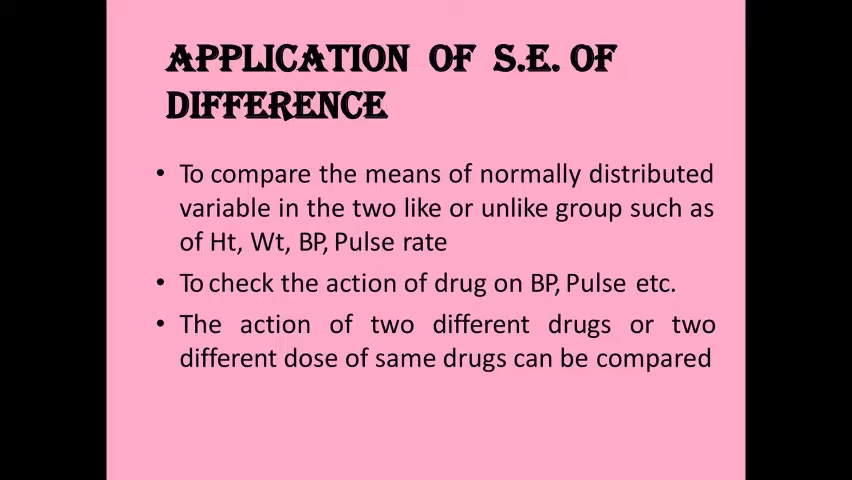 APPLICATION OF S.E. OF
DIFFERENCE
• To compare the means of normally distributed
variable in the two like or unlike group such as
of Ht, Wt, BP, Pulse rate
• To check the action of drug on BP, Pulse etc.
• The action of two different drugs or two
different dose of same drugs can be compared